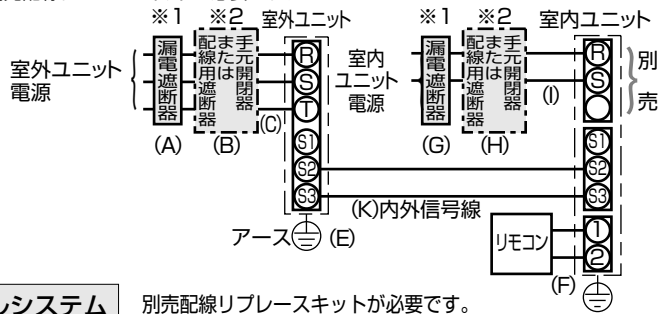 ※1 ※2 室外ユニット
室外ユニット
電源
漏電遮断器
手元開閉器
または
配線用遮断器
R
S
T
S1
S2
S3
(A) (B) (C)
アース (E)
※1 ※2 室内ユニット
室内
ユニット
電源
漏電遮断器
手元開閉器
または
配線用遮断器
R
S
別売
(I)
(G) (H)
S1
S2
S3
(K)内外信号線
リモコン
1
2
(F)
ルシステム
別売配線リプレースキットが必要です。